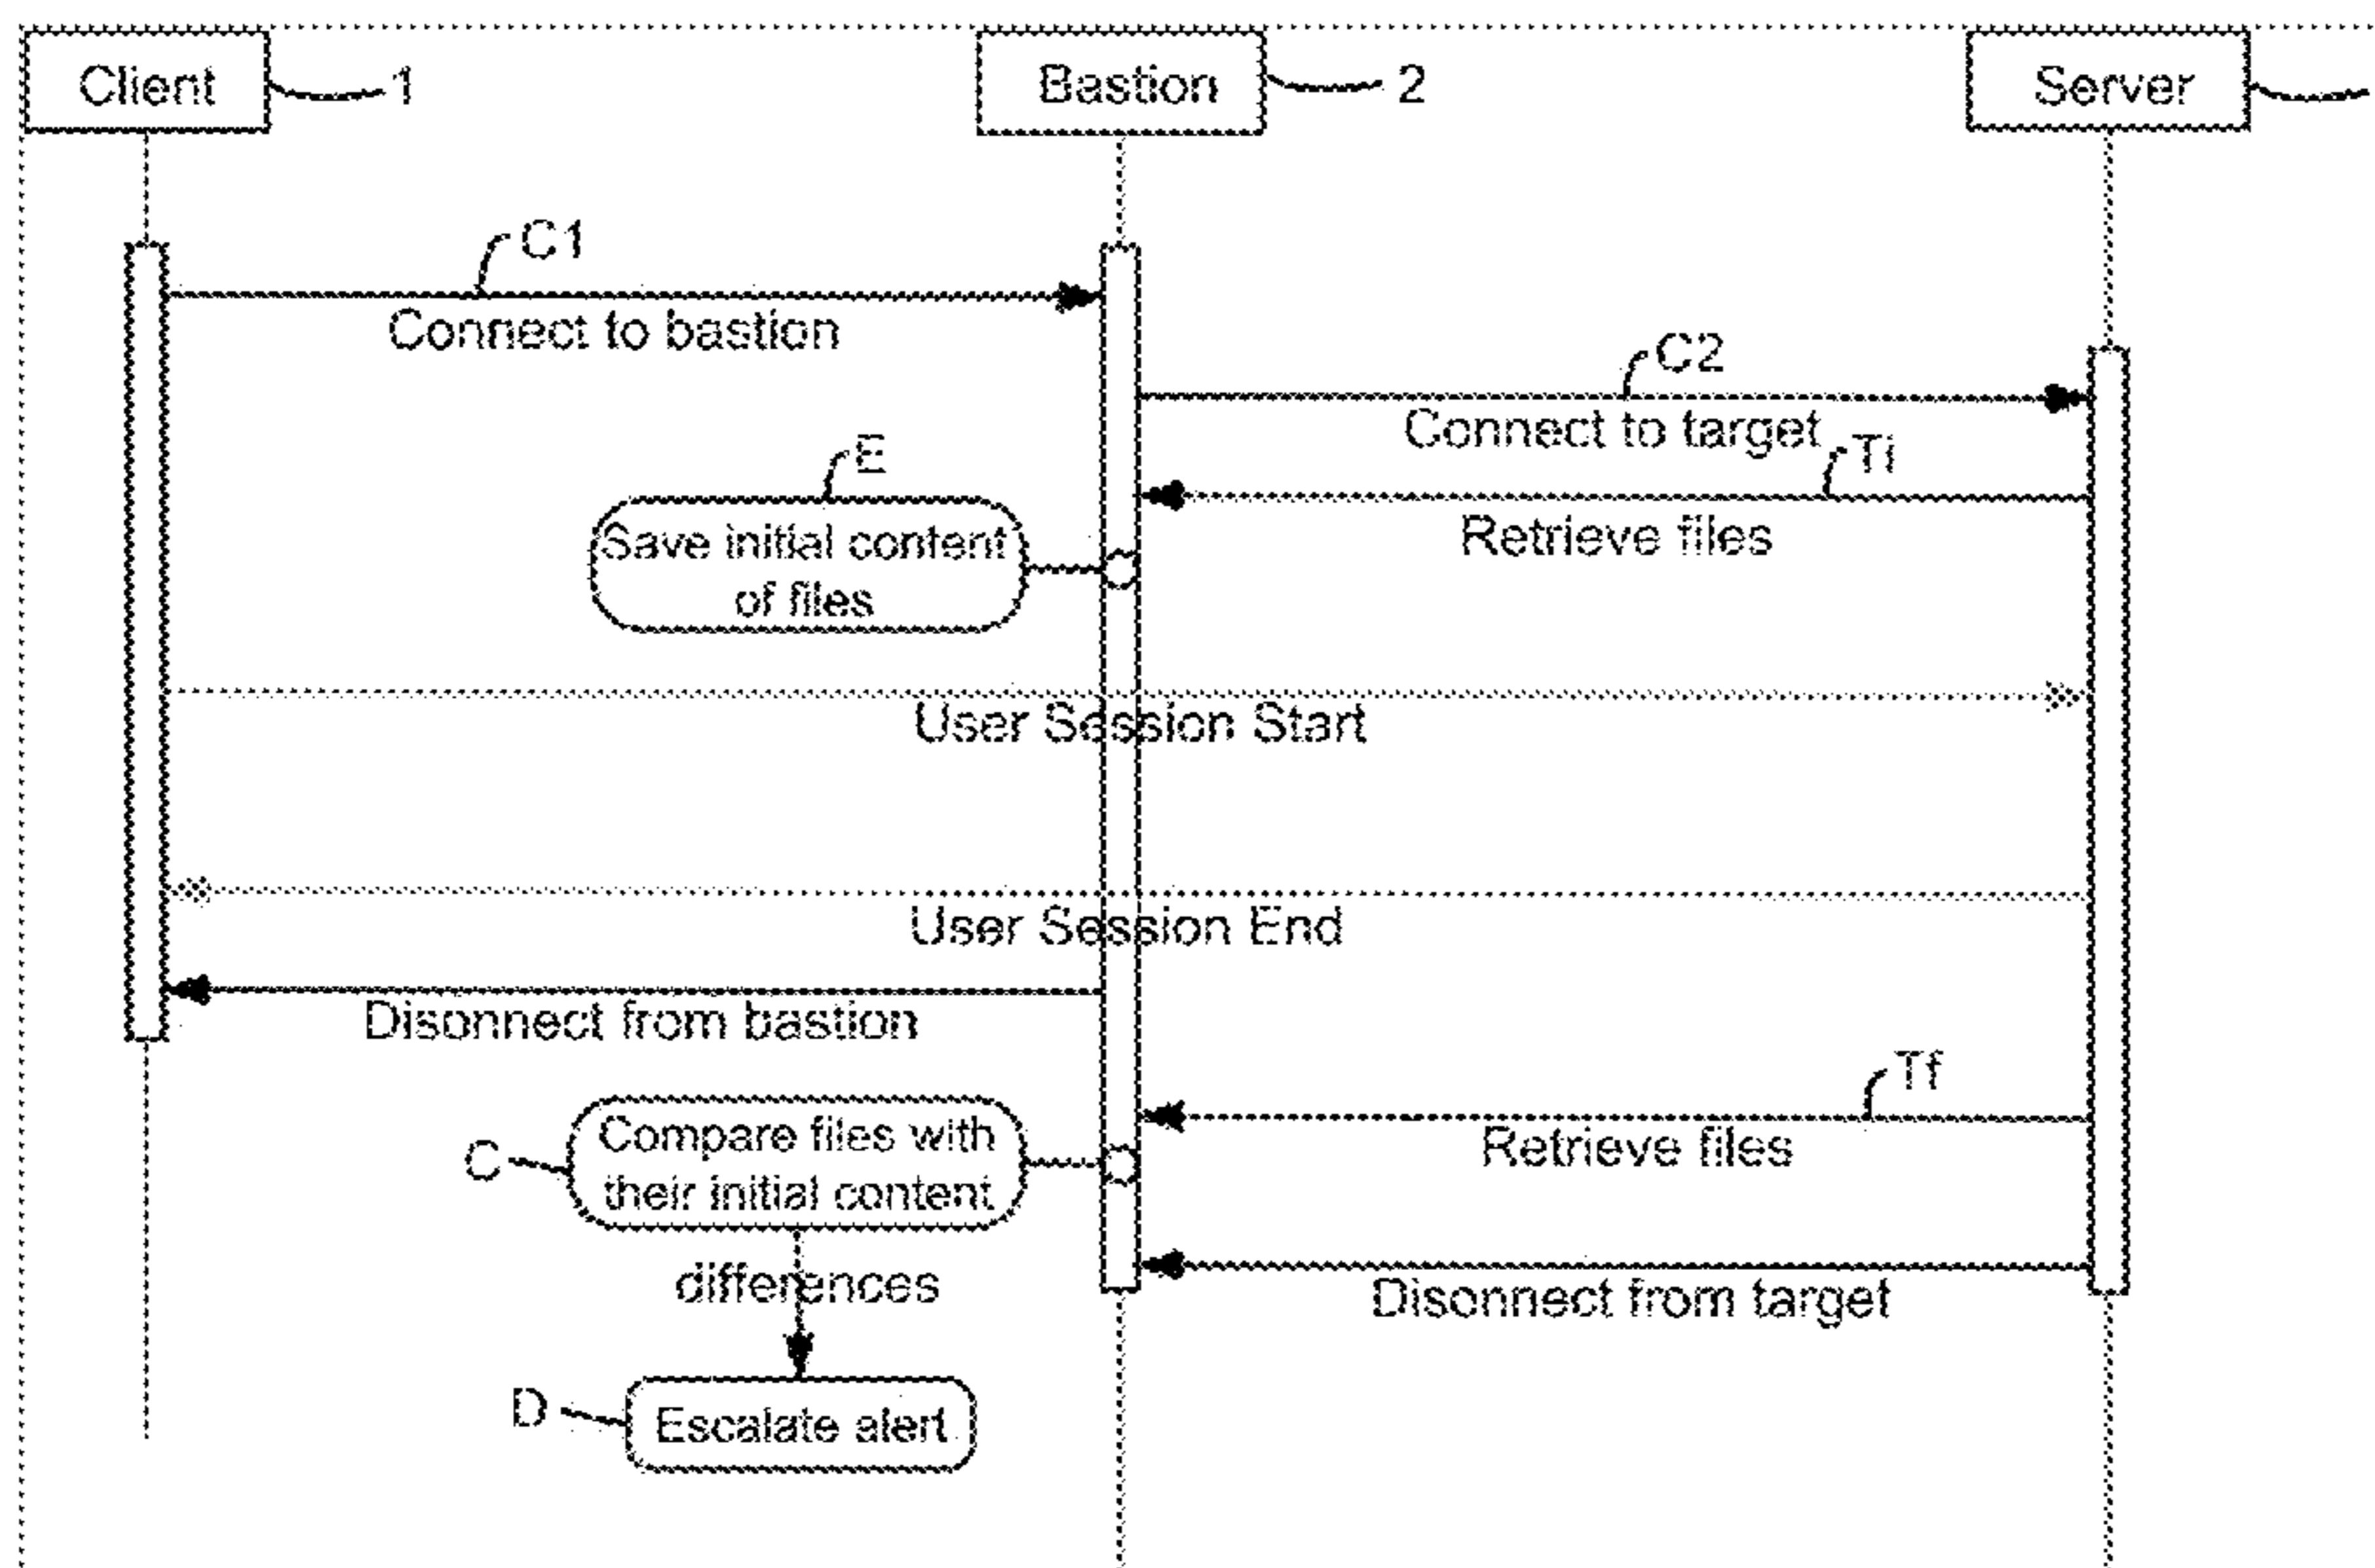 Client
1
Bastion
2
Server
C1
Connect to bastion
C2
Connect to target
Ti
Retrieve files
E
Save initial content
of files
User Session Start
User Session End
Disonnect from bastion
Tf
Retrieve files
C
Compare files with
their initial content
differences
Disonnect from target
D
Escalate alert